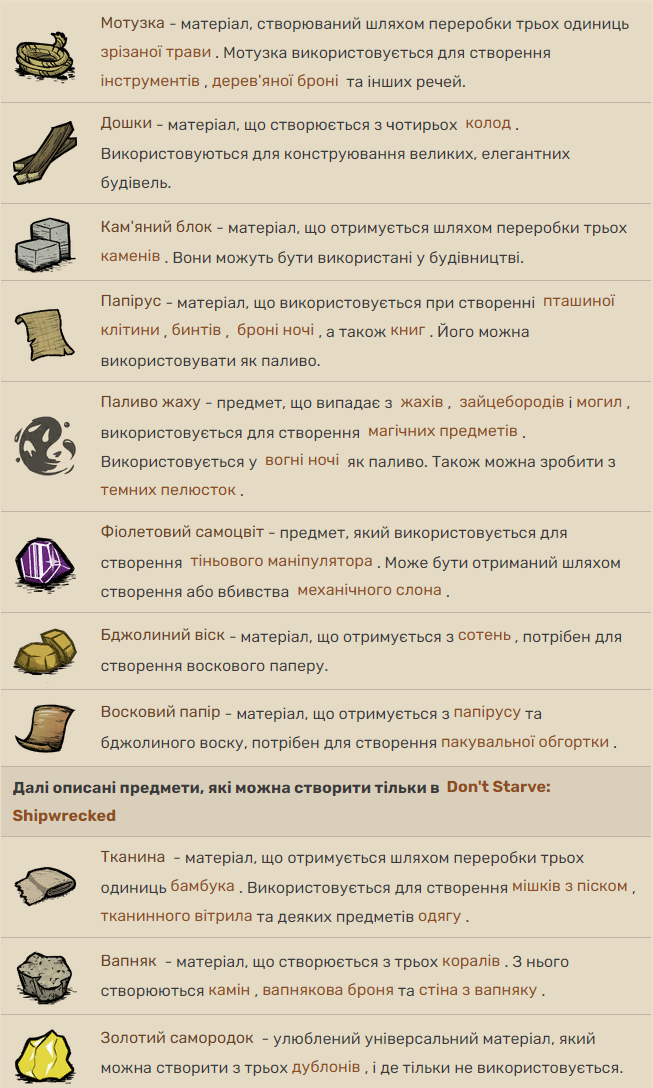 Мотузка - матеріал, створюваний шляхом переробки трьох одиниць
зрізаної трави . Мотузка використовується для створення
інструментів , дерев'яної броні та інших речей.
Дошки - матеріал, що створюється з чотирьох колод .
Використовуються для конструювання великих, елегантних
будівель.
Кам'яний блок - матеріал, що отримується шляхом переробки трьох
каменів . Вони можуть бути використані у будівництві.
Папірус - матеріал, що використовується при створенні пташиної
клітини , бинтів , броні ночі , а також книг . Його можна
використовувати як паливо.
Паливо жаху - предмет, що випадає з жахів , зайцебородів і могил ,
використовується для створення магічних предметів .
Використовується у вогні ночі як паливо. Також можна зробити з
темних пелюсток .
Фіолетовий самоцвіт - предмет, який використовується для
створення тіньового маніпулятора . Може бути отриманий шляхом
створення або вбивства механічного слона .
Бджолиний віск - матеріал, що отримується з сотень , потрібен для
створення воскового паперу.
Восковий папір - матеріал, що отримується з папірусу та
бджолиного воску, потрібен для створення пакувальної обгортки .
Далі описані предмети, які можна створити тільки в Don't Starve:
Shipwrecked
Тканина - матеріал, що отримується шляхом переробки трьох
одиниць бамбука . Використовується для створення мішків з піском ,
тканинного вітрила та деяких предметів одягу .
Вапняк - матеріал, що створюється з трьох коралів . З нього
створюються камін , вапнякова броня та стіна з вапняку .
Золотий самородок - улюблений універсальний матеріал, який
можна створити з трьох дублонів , і де тільки не використовується.